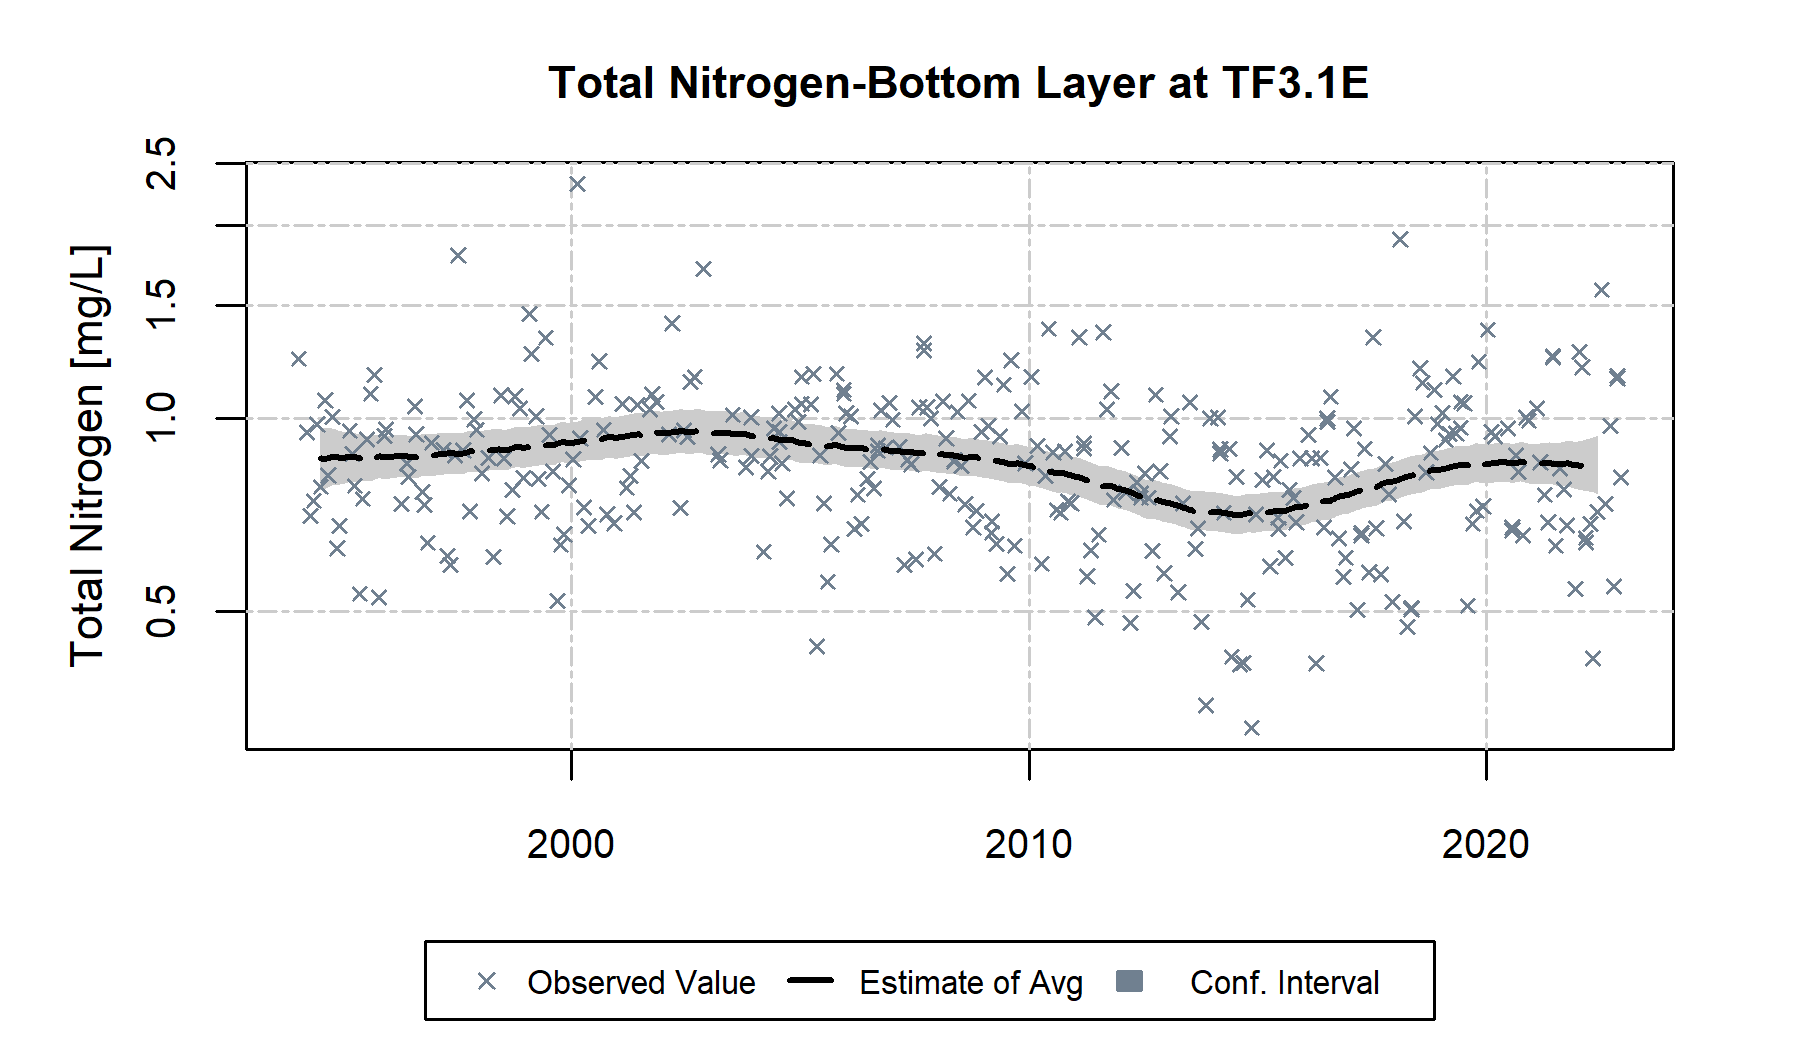 Total Nitrogen-Bottom Layer at TF3.1E
Total Nitrogen [mg/L]
2.5
1.5
1.0
0.5
2000
2010
2020
Observed Value
Estimate of Avg
Conf. Interval